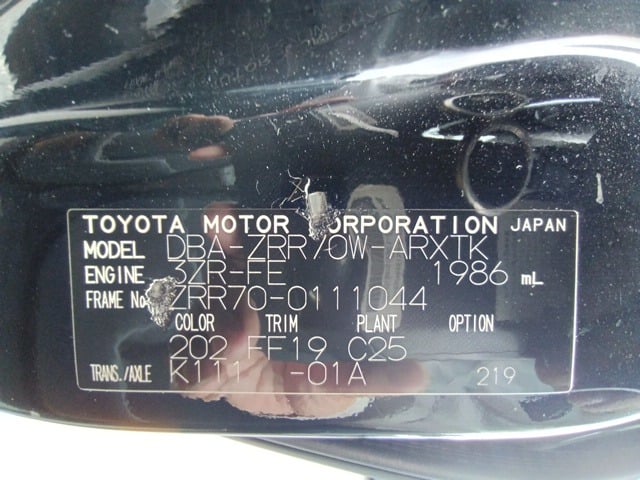 TOYOTA MOTOR CORPORATION JAPAN
MODEL DBA-ZRR70W-ARXTK
ENGINE 3ZR-FE 1986 mL
FRAME No. ZRR70-0111044
COLOR TRIM PLANT OPTION
202 FF19 C25
TRANS./AXLE K111 -01A 219